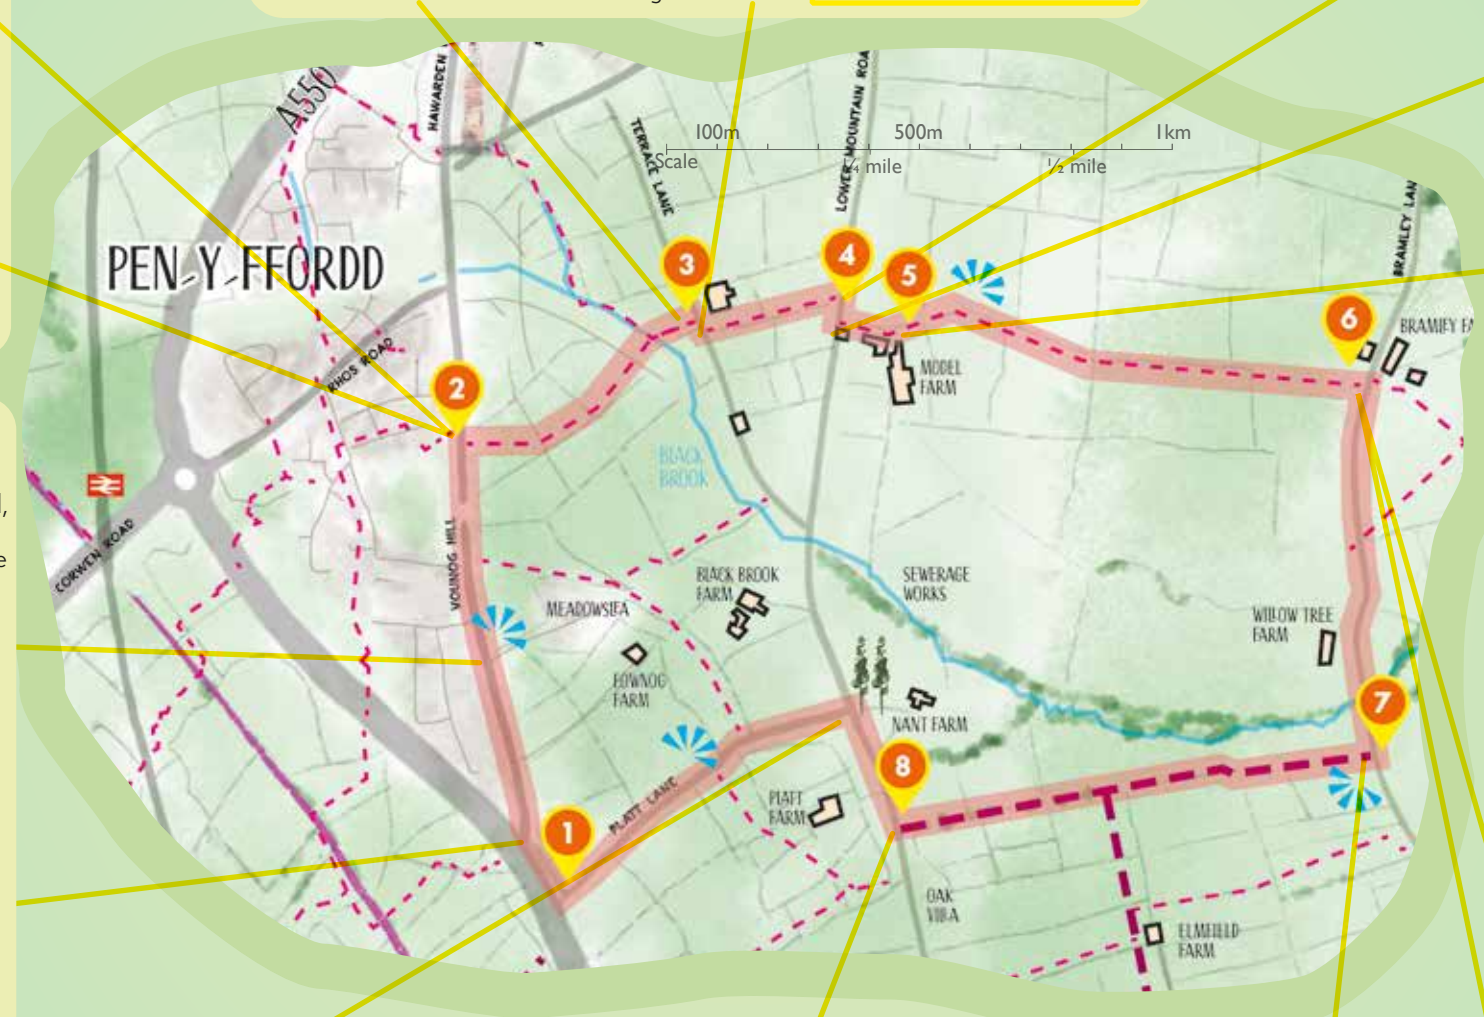 A550
HAWARDEN
TERRACE LANE
LOWER MOUNTAIN ROA
100m
500m
1km
Scale
¼ mile
½ mile
BRAMLEY LAN
PEN-Y-FFORDD
3
4
5
6
BRAMLEY FA
RHOS ROAD
2
MODEL
FARM
BLACK
BROOK
l,
e
CORWEN ROAD
VOUNOG HILL
MEADOWSLEA
BLACK BROOK
FARM
SEWERAGE
WORKS
WILLOW TREE
FARM
FOWNOG
FARM
NANT FARM
7
8
1
PLATT LANE
PLATT
FARM
OAK
VILLA
ELMFIELD
FARM